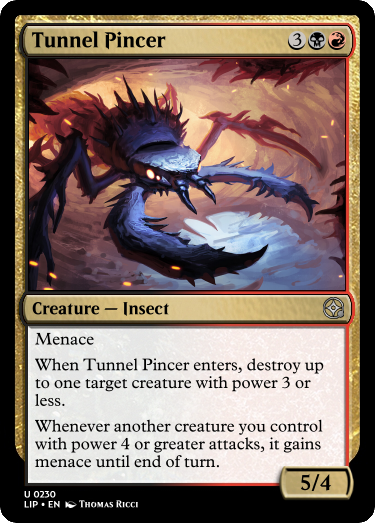 Tunnel Pincer 3
Creature — Insect
Menace
When Tunnel Pincer enters, destroy up
to one target creature with power 3 or
less.
Whenever another creature you control
with power 4 or greater attacks, it gains
menace until end of turn.
5/4
U 0230
LIP • EN Thomas Ricci